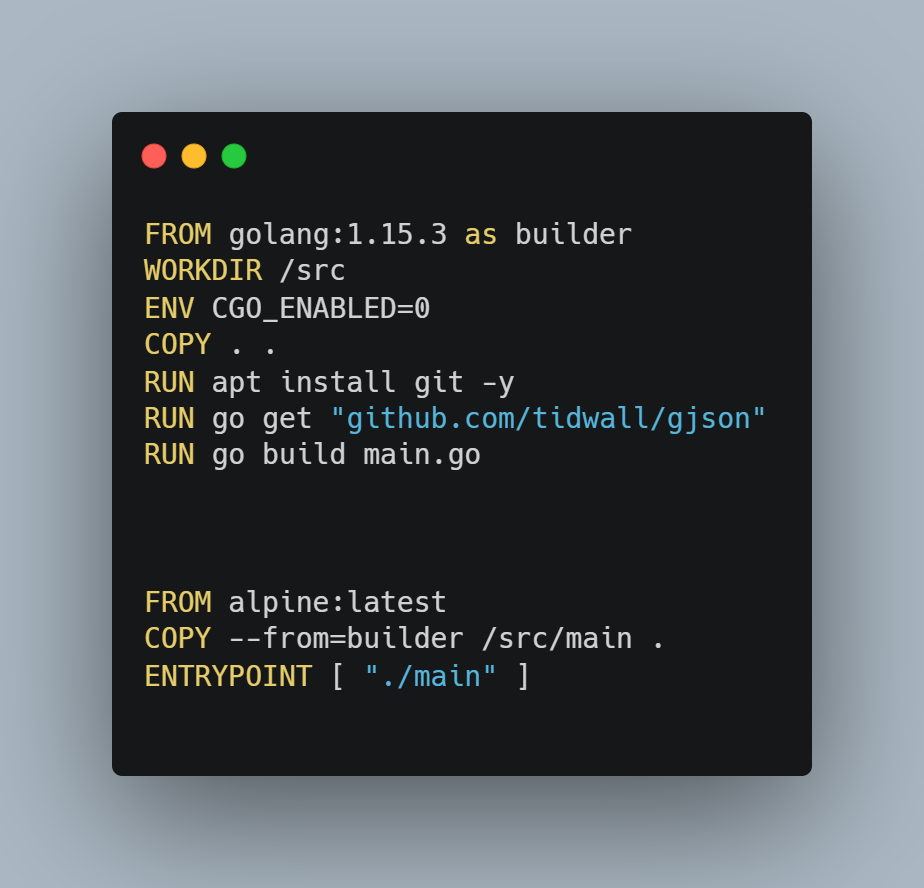 FROM golang:1.15.3 as builder
WORKDIR /src
ENV CGO_ENABLED=0
COPY . .
RUN apt install git -y
RUN go get "github.com/tidwall/gjson"
RUN go build main.go
FROM alpine:latest
COPY --from=builder /src/main .
ENTRYPOINT [ "./main" ]